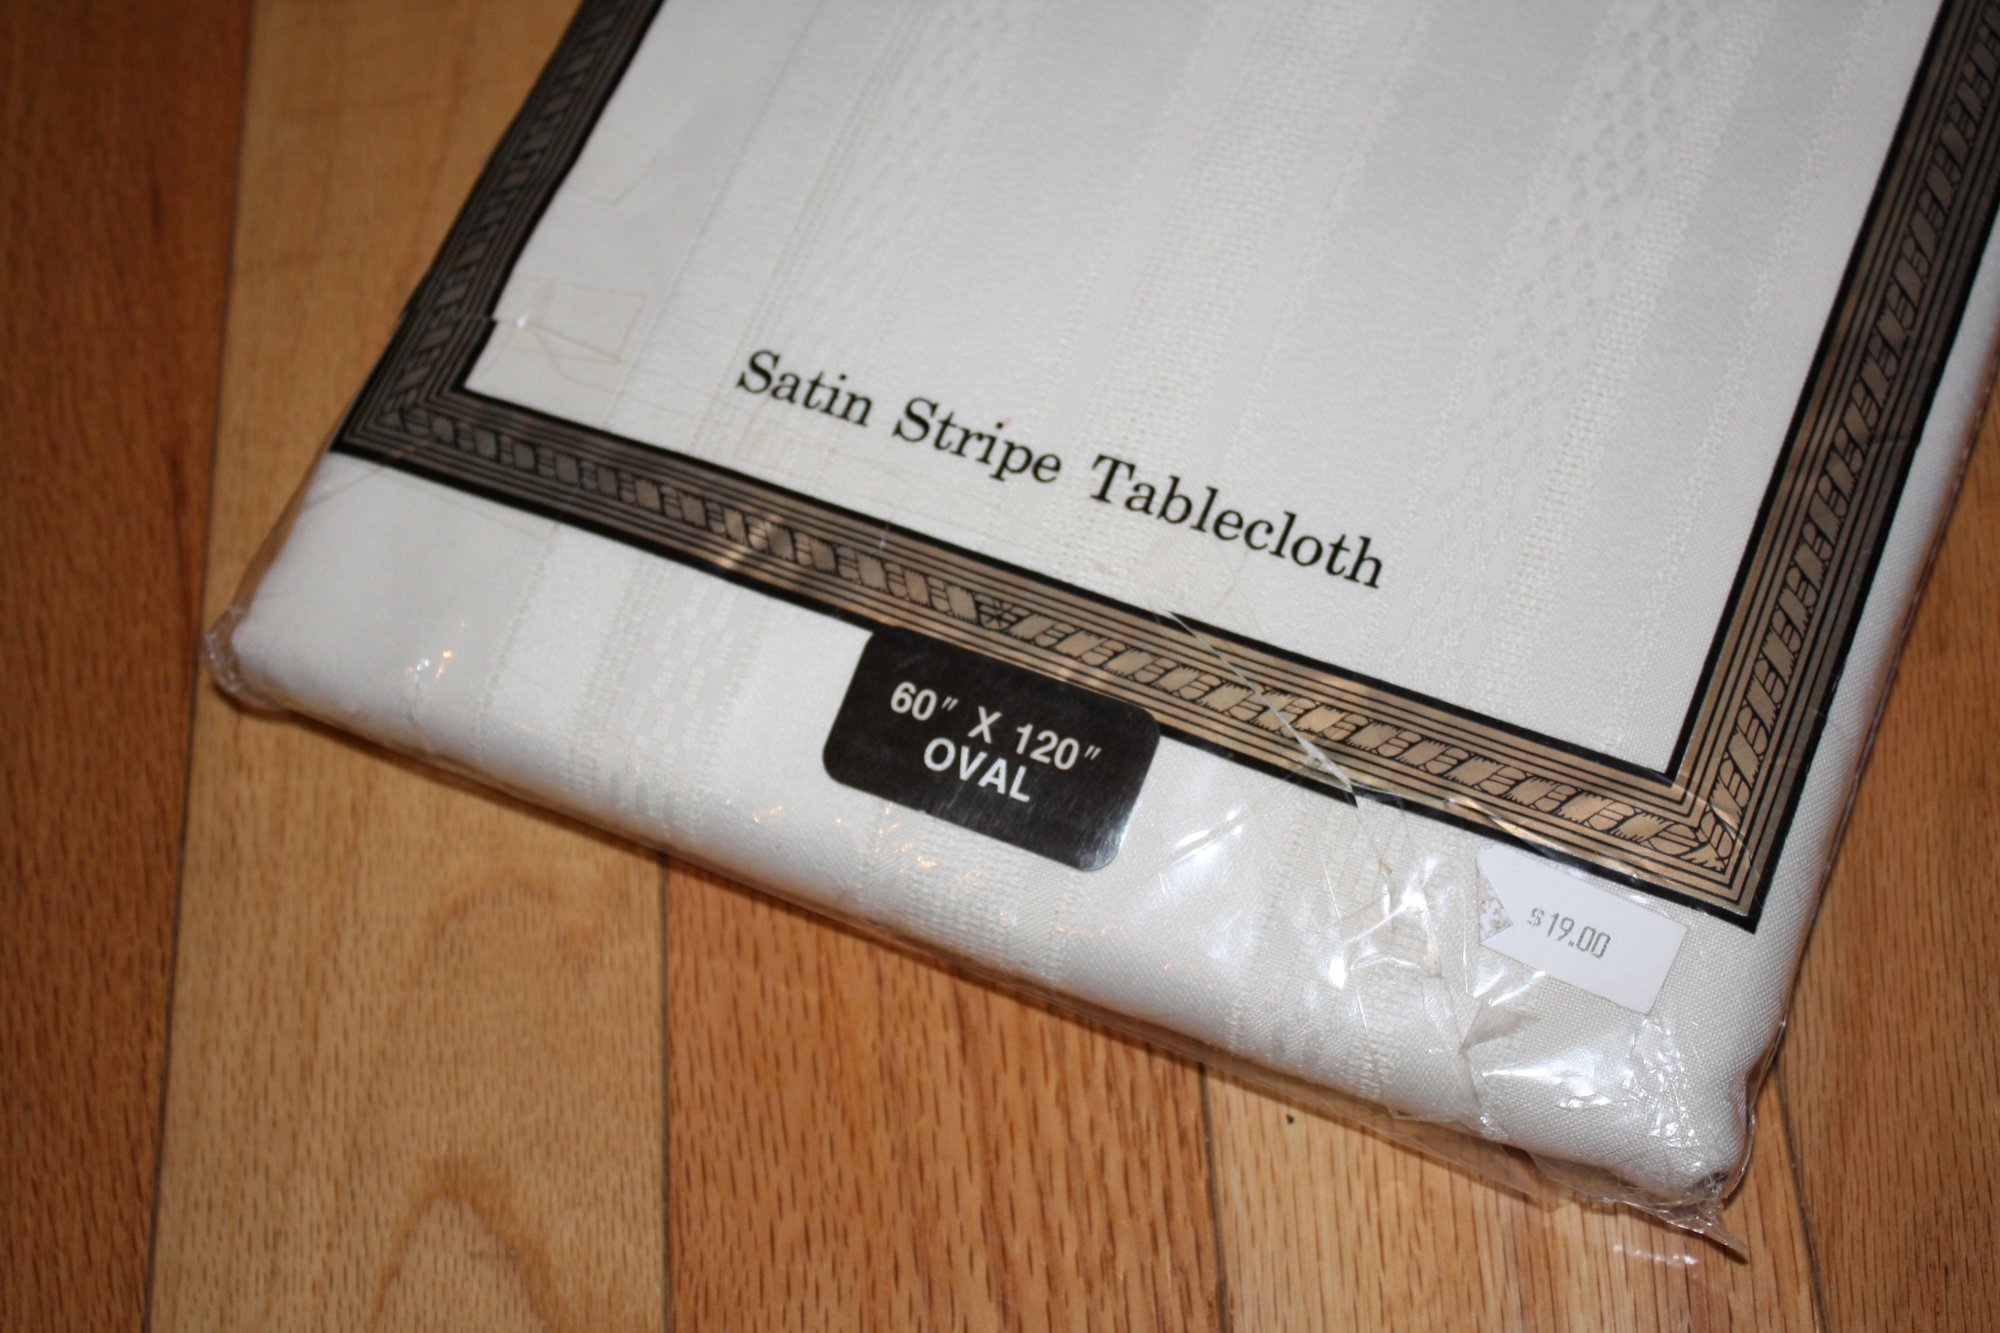 Satin Stripe Tablecloth
60" X 120"
OVAL
$19.00